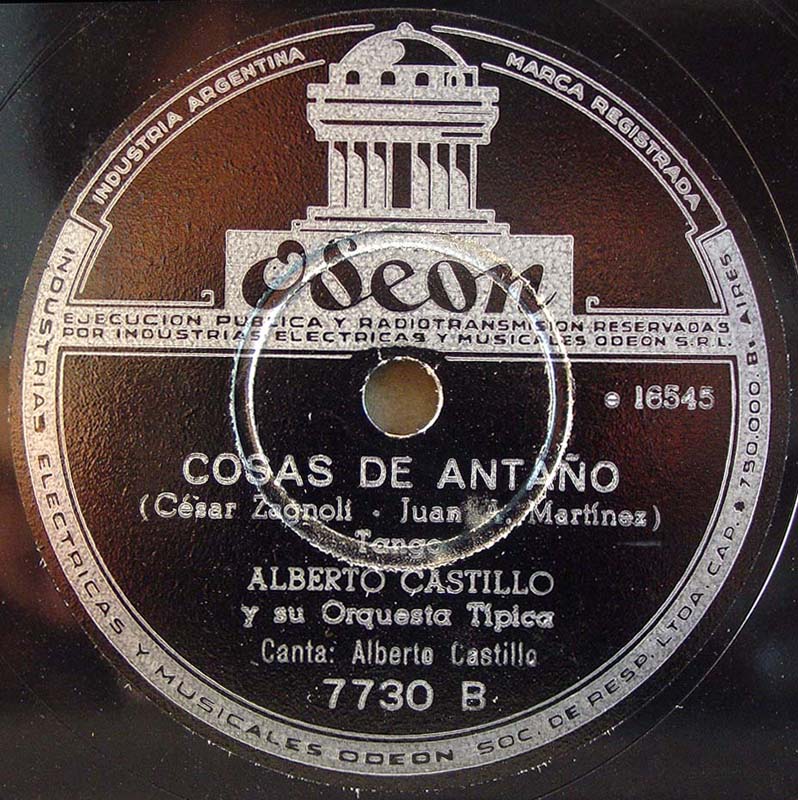 INDUSTRIA ARGENTINA
MARCA REGISTRADA
Odeon
EJECUCION PUBLICA Y RADIOTRANSMISION RESERVADAS
POR INDUSTRIAS ELECTRICAS Y MUSICALES ODEON S.R.L.
e 16545
COSAS DE ANTAÑO
(César Zagnoli - Juan A. Martínez)
Tango
ALBERTO CASTILLO
y su Orquesta Típica
Canta: Alberto Castillo
7730 B
INDUSTRIAS ELECTRICAS Y MUSICALES ODEON SOC. DE RESP. LTDA CAP. $ 750.000 Bs. AIRES